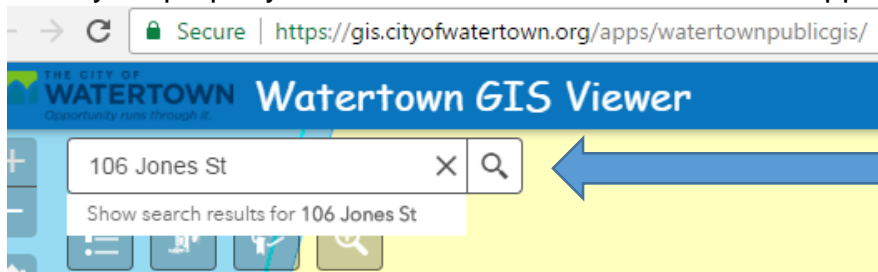 Secure | https://gis.cityofwatertown.org/apps/watertownpublicgis/
THE CITY OF
WATERTOWN
Opportunity runs through it.
Watertown GIS Viewer
106 Jones St
Show search results for 106 Jones St